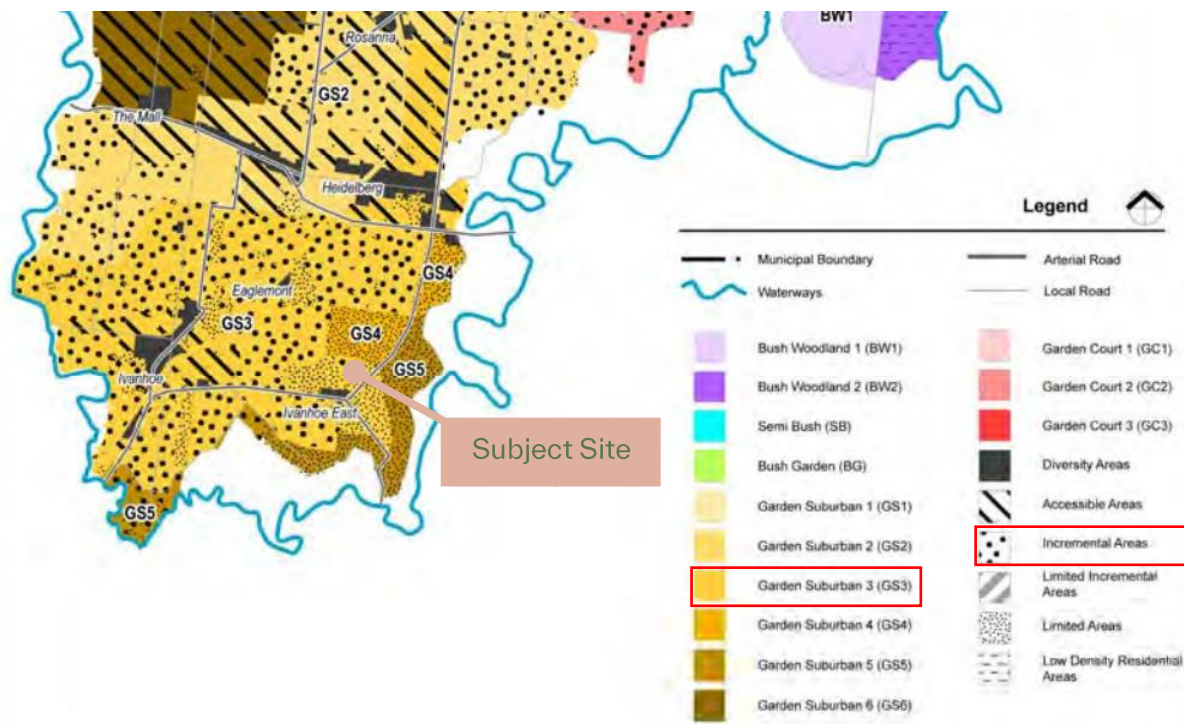 BW1
Rosanna
GS2
The Mall
Heidelberg
GS4
Eaglemont
GS3
GS4
GS5
Ivanhoe
Ivanhoe East
Subject Site
GS5
Legend
Municipal Boundary
Arterial Road
Waterways
Local Road
Bush Woodland 1 (BW1)
Garden Court 1 (GC1)
Bush Woodland 2 (BW2)
Garden Court 2 (GC2)
Semi Bush (SB)
Garden Court 3 (GC3)
Bush Garden (BG)
Diversity Areas
Garden Suburban 1 (GS1)
Accessible Areas
Garden Suburban 2 (GS2)
Incremental Areas
Garden Suburban 3 (GS3)
Limited Incremental
Areas
Garden Suburban 4 (GS4)
Limited Areas
Garden Suburban 5 (GS5)
Low Density Residential
Areas
Garden Suburban 6 (GS6)